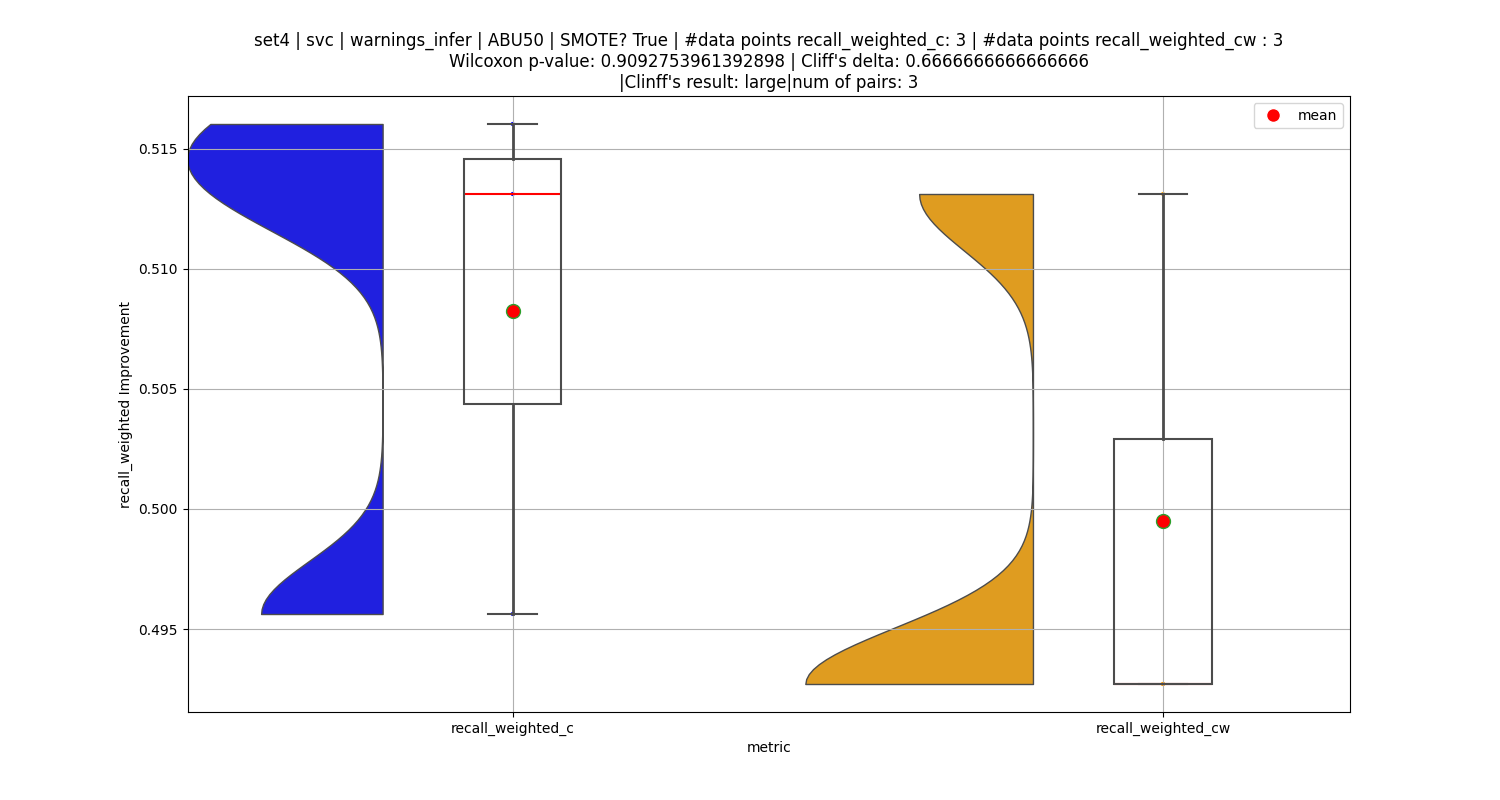 set4 | svc | warnings_infer | ABU50 | SMOTE? True | #data points recall_weighted_c: 3 | #data points recall_weighted_cw : 3
Wilcoxon p-value: 0.9092753961392898 | Cliff's delta: 0.6666666666666666
|Clinff's result: large|num of pairs: 3
mean
0.515
0.510
0.505
0.500
0.495
recall_weighted Improvement
recall_weighted_c
recall_weighted_cw
metric